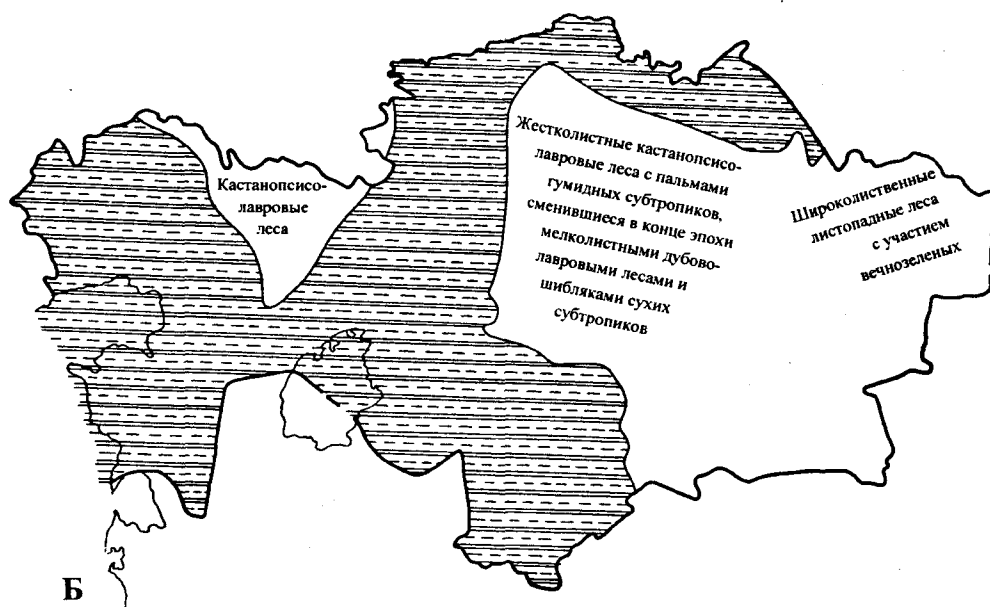 Кастанопсисо-
лавровые
леса
Жестколистные кастанопсисо-
лавровые леса с пальмами
гумидных субтропиков,
сменившиеся в конце эпохи
мелколистными дубово-
лавровыми лесами и
шибляками сухих
субтропиков
Широколиственные
листопадные леса
с участием
вечнозеленых
Б